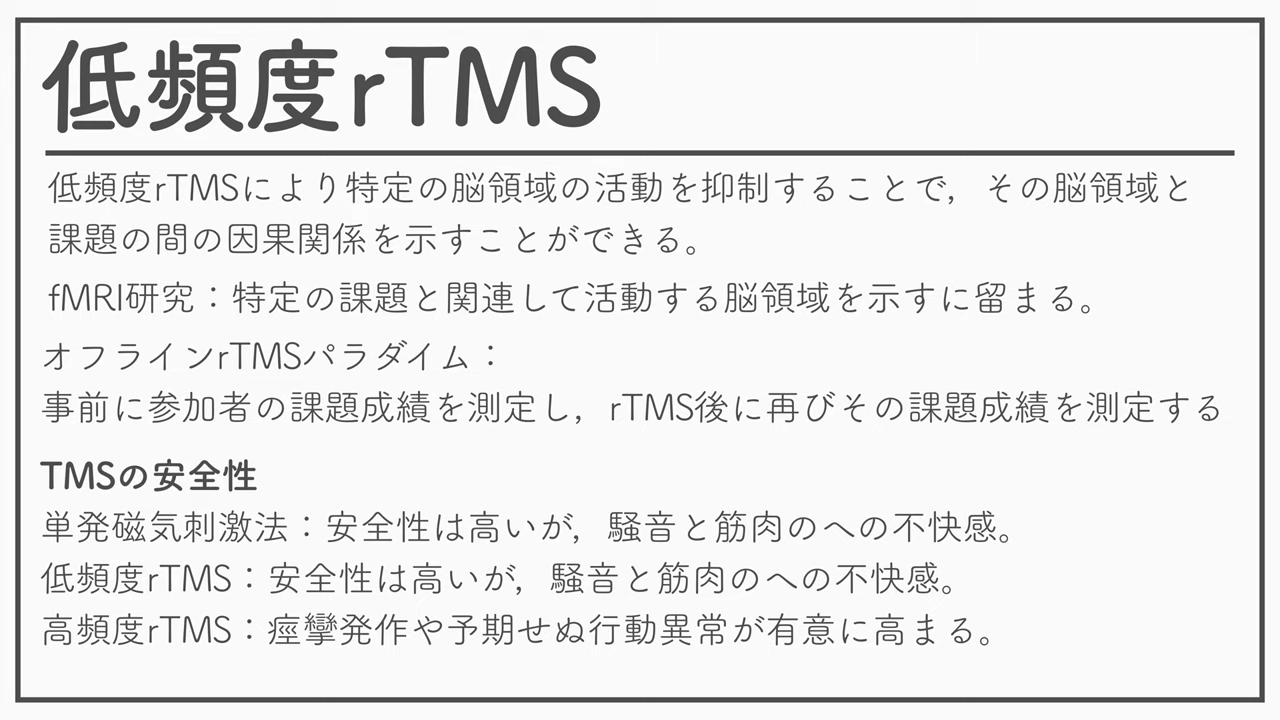 低頻度rTMS
低頻度rTMSにより特定の脳領域の活動を抑制することで，その脳領域と
課題の間の因果関係を示すことができる。
fMRI研究：特定の課題と関連して活動する脳領域を示すに留まる。
オフラインrTMSパラダイム：
事前に参加者の課題成績を測定し，rTMS後に再びその課題成績を測定する
TMSの安全性
単発磁気刺激法：安全性は高いが，騒音と筋肉のへの不快感。
低頻度rTMS：安全性は高いが，騒音と筋肉のへの不快感。
高頻度rTMS：痙攣発作や予期せぬ行動異常が有意に高まる。